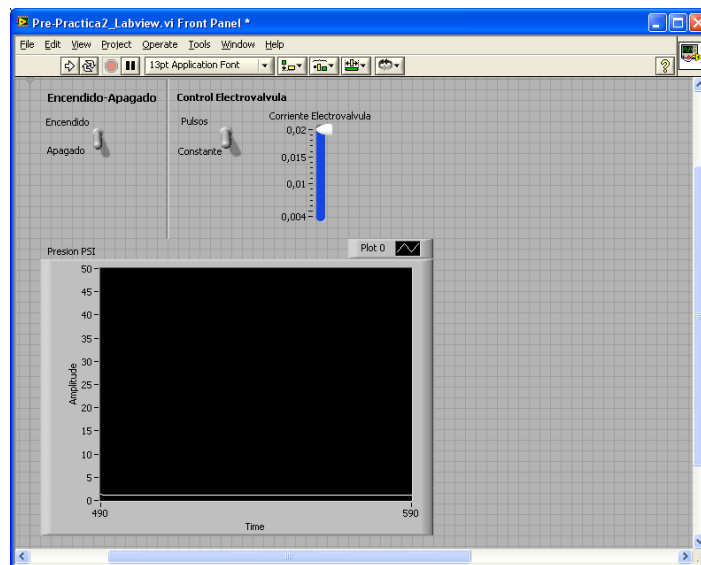 Pre-Practica2_Labview.vi Front Panel *
File Edit View Project Operate Tools Window Help
13pt Application Font
?
Encendido-Apagado
Control Electrovalvula
Encendido
Apagado
Pulsos
Constante
Corriente Electrovalvula
0,02
0,015
0,01
0,004
Presion PSI
Plot 0
50
45
40
35
30
25
20
15
10
5
0
Amplitude
490
590
Time